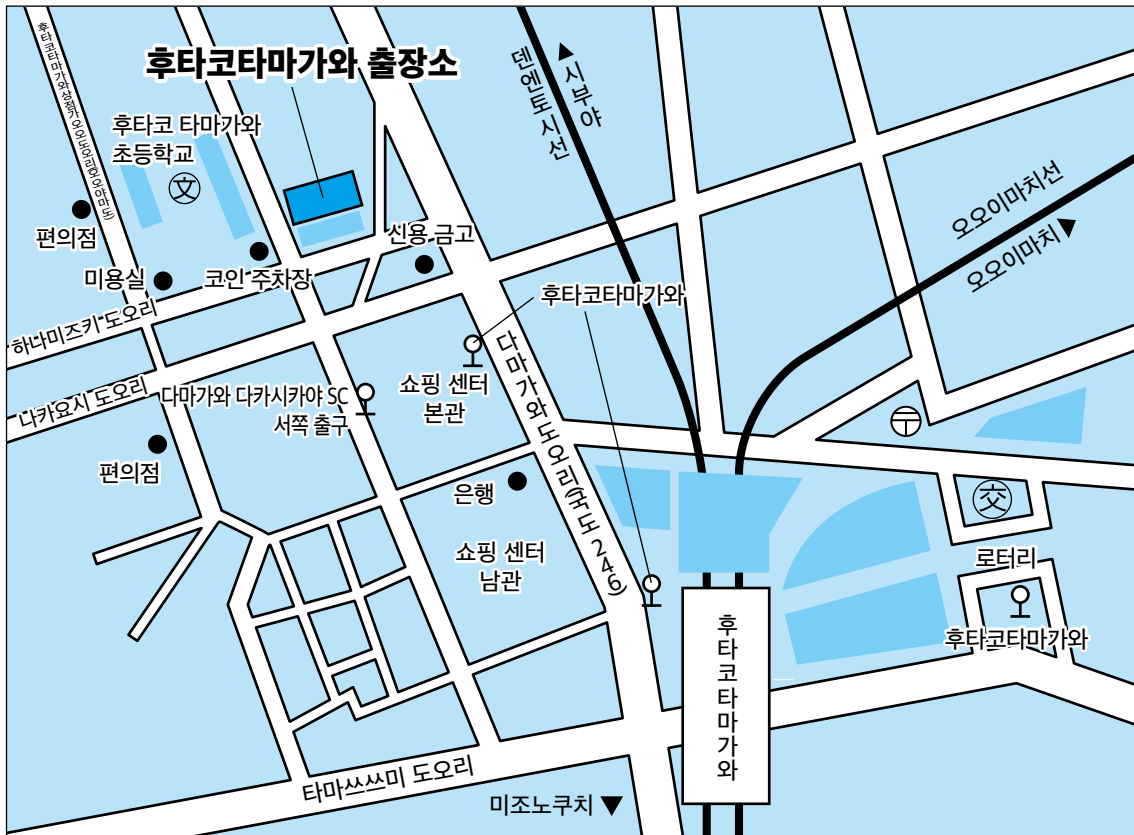 후타코타마가와 출장소
후타코 타마가와
초등학교
文
편의점
미용실
코인 주차장
신용 금고
하나미즈키 도오리
나카요시 도오리
덴엔토시선
▲시부야
오오이마치선
오오이마치▶
후타코타마가와
다마가와도오리(국도246)
쇼핑 센터
본관
다마가와 다카시카야 SC
서쪽 출구
편의점
은행
쇼핑 센터
남관
交
로터리
후타코타마가와
후타코타마가와
타마쓰쓰미 도오리
미조노쿠치 ▼